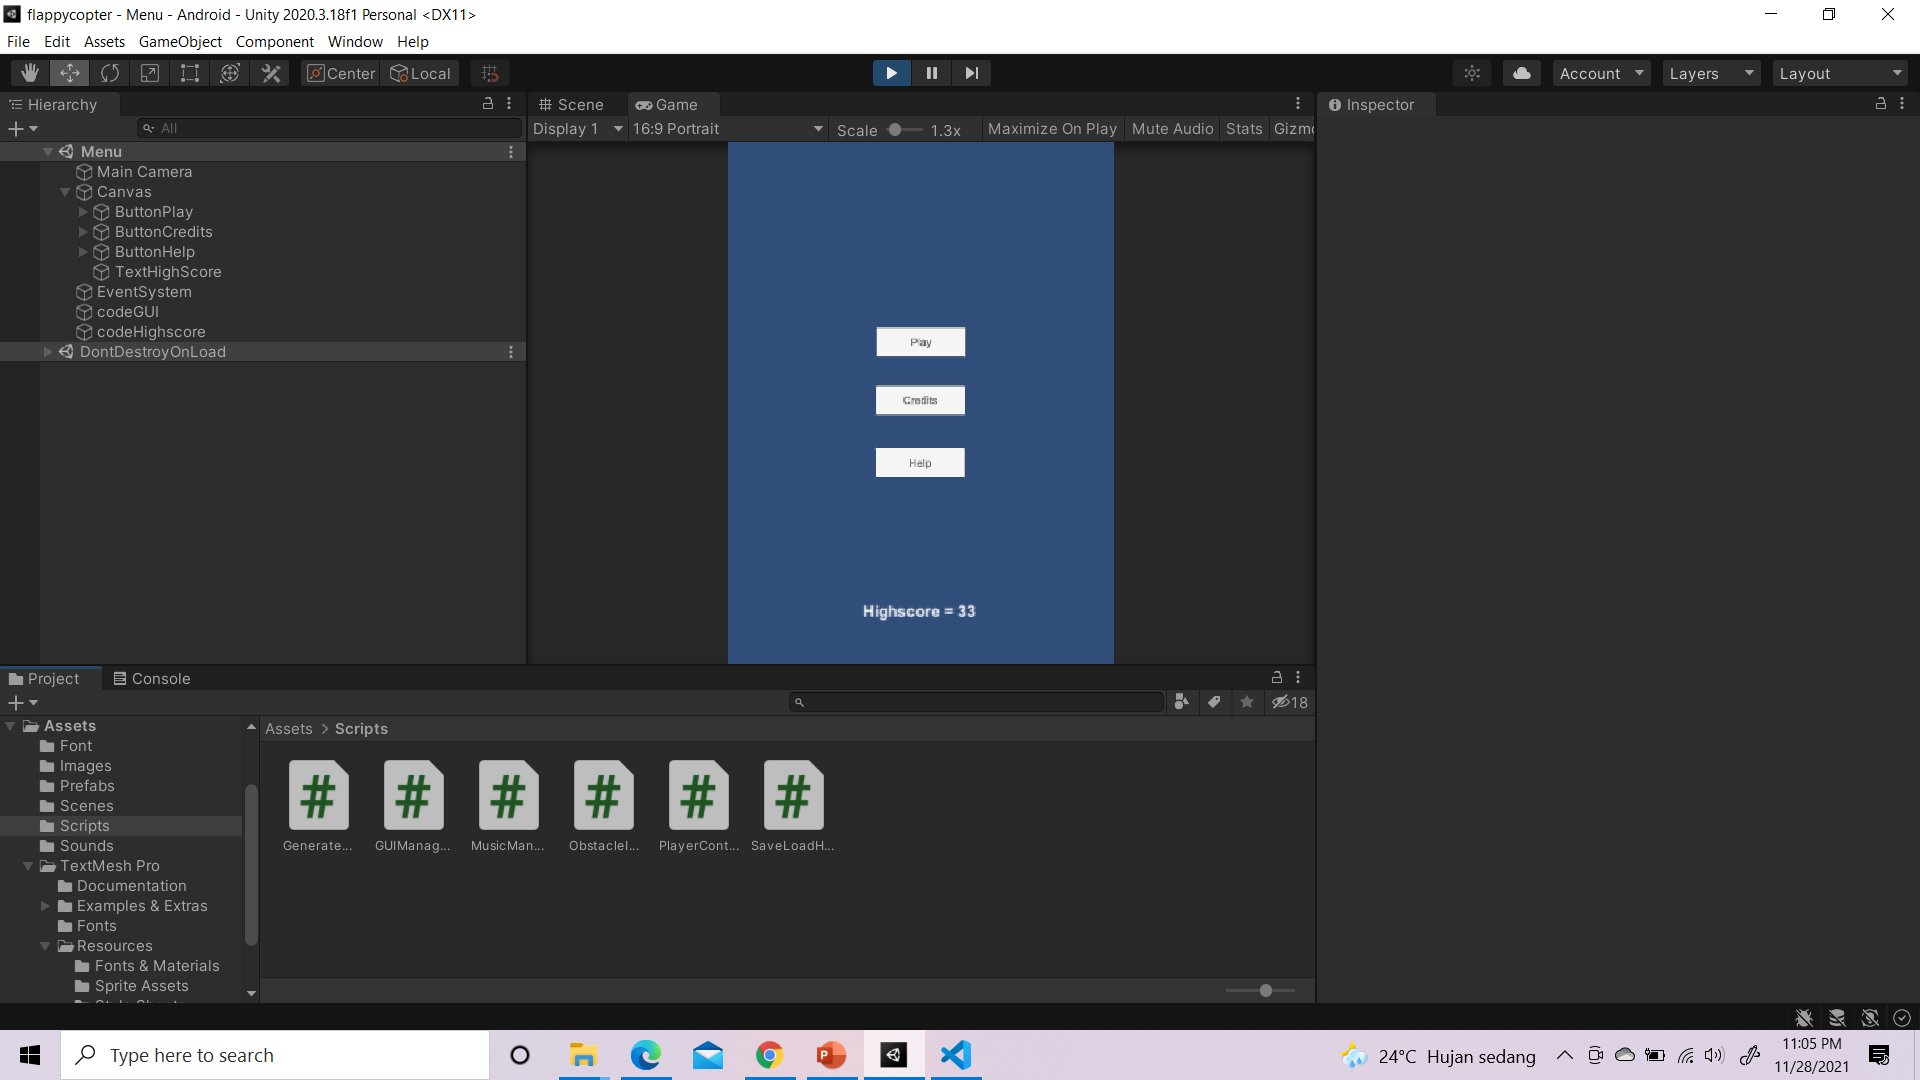 flappycopter - Menu - Android - Unity 2020.3.18f1 Personal <DX11>
File Edit Assets GameObject Component Window Help
Center Local Account Layers Layout
Hierarchy
All
Menu
Main Camera
Canvas
ButtonPlay
ButtonCredits
ButtonHelp
TextHighScore
EventSystem
codeGUI
codeHighscore
DontDestroyOnLoad
Scene Game
Display 1 16:9 Portrait Scale 1.3x Maximize On Play Mute Audio Stats Gizm
Play
Credits
Help
Highscore = 33
Inspector
Project Console
18
Assets
Font
Images
Prefabs
Scenes
Scripts
Sounds
TextMesh Pro
Documentation
Examples & Extras
Fonts
Resources
Fonts & Materials
Sprite Assets
Assets > Scripts
Generate... GUIManag... MusicMan... ObstacleI... PlayerCont... SaveLoadH...
Type here to search
24°C Hujan sedang
11:05 PM
11/28/2021